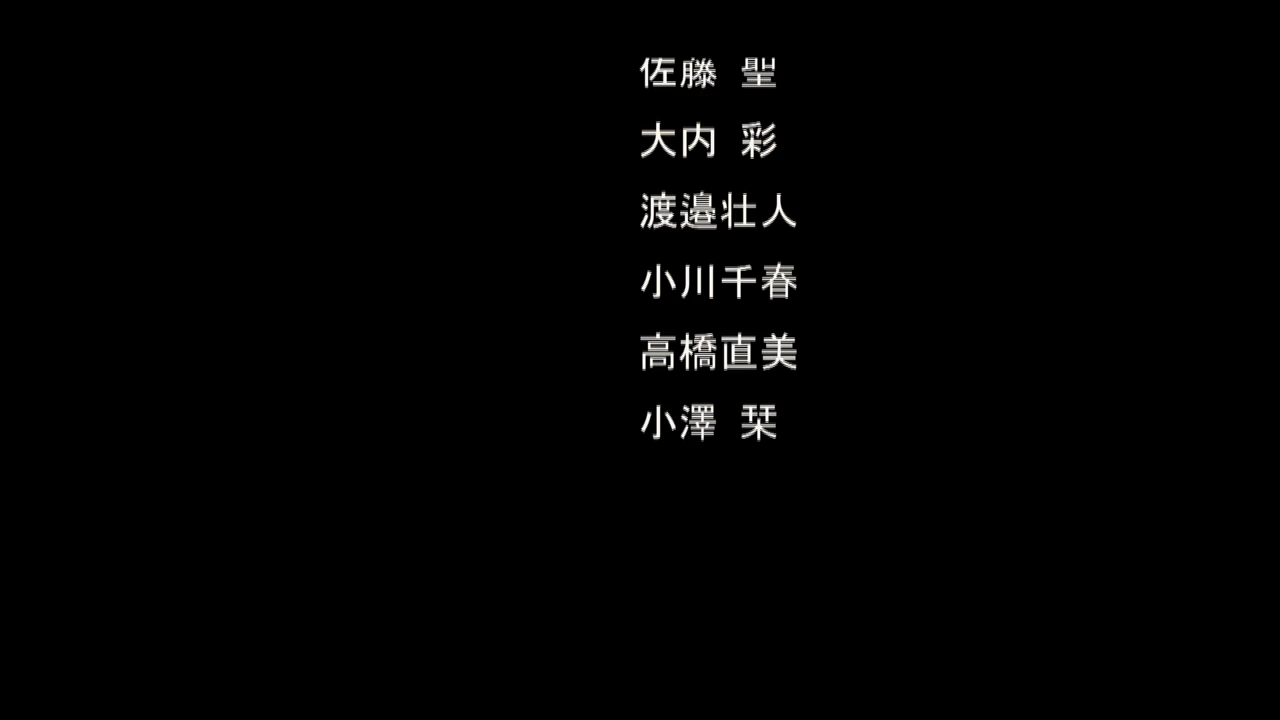 佐藤　聖
大内　彩
渡邉壮人
小川千春
高橋直美
小澤　栞